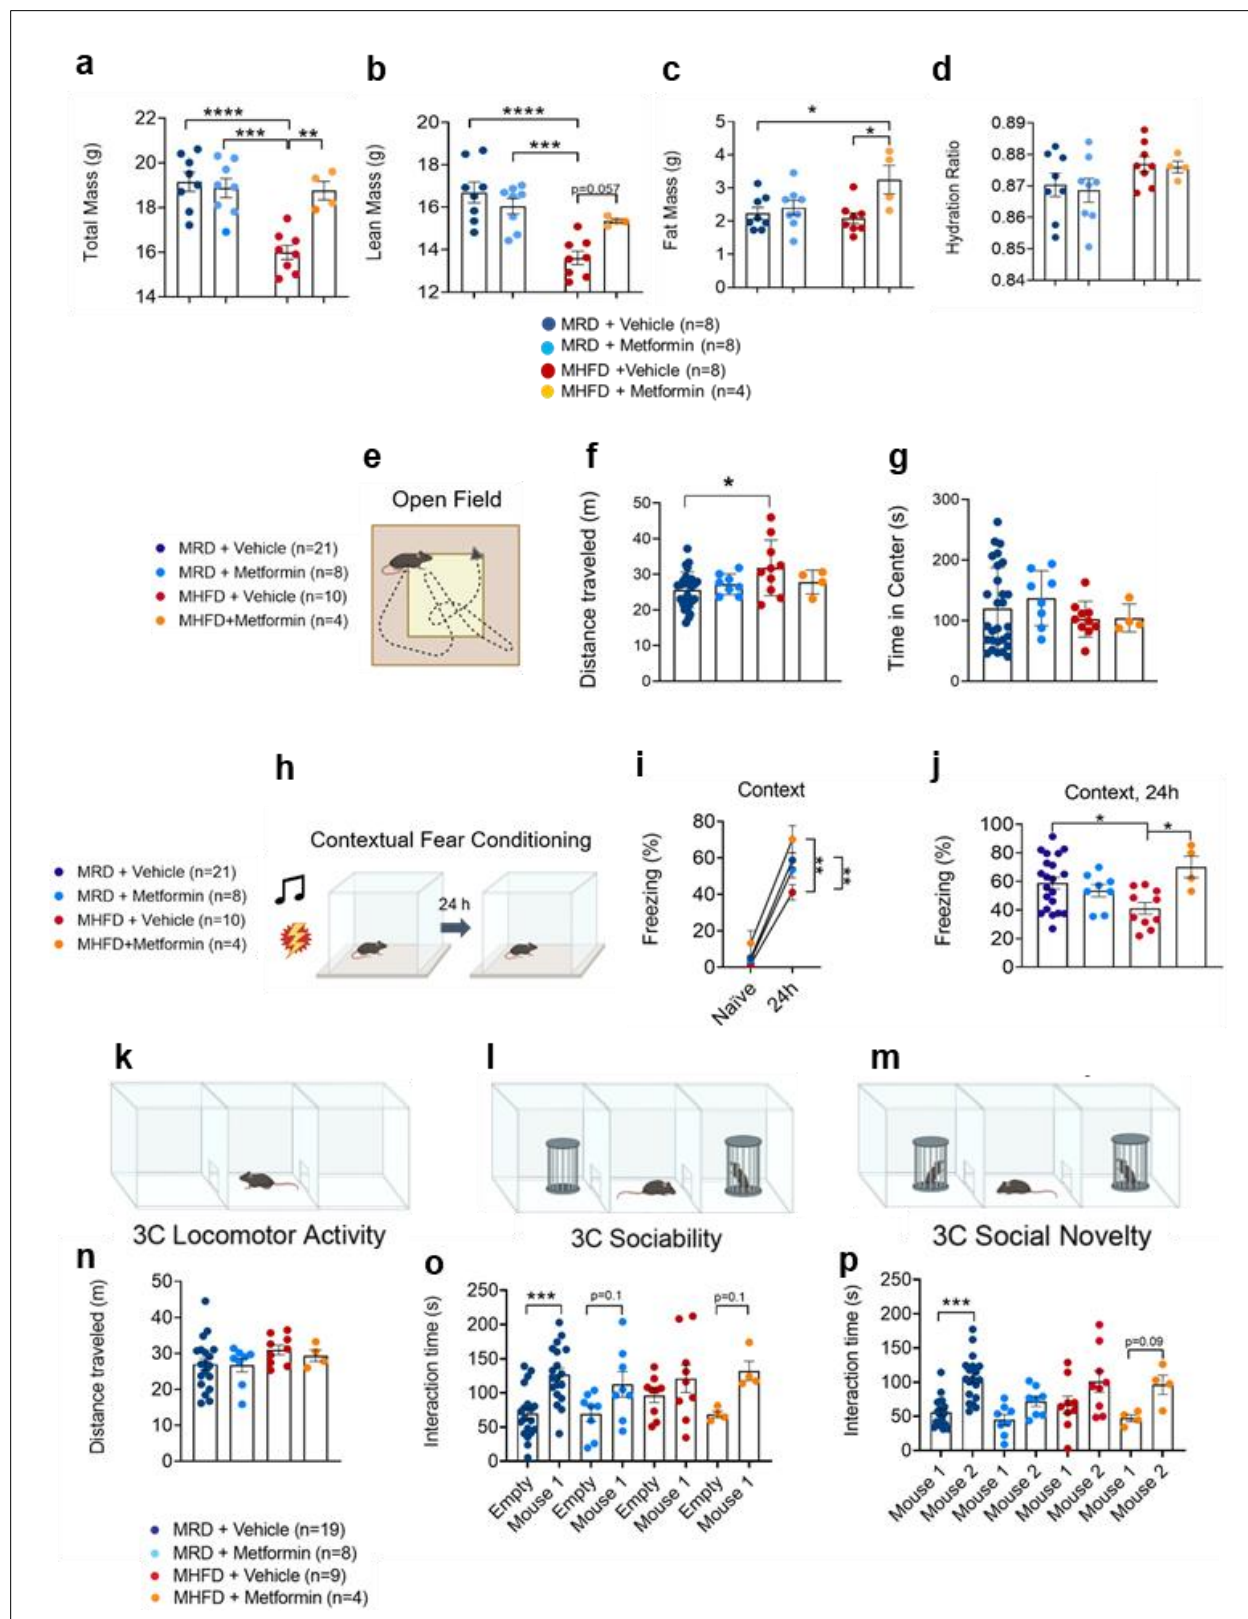 a
b
c
d
Total Mass (g)
22
20
18
16
14
****
***
**
Lean Mass (g)
20
18
16
14
12
****
***
p=0.057
Fat Mass (g)
5
4
3
2
1
0
*
*
Hydration Ratio
0.89
0.88
0.87
0.86
0.85
0.84
MRD + Vehicle (n=8)
MRD + Metformin (n=8)
MHFD +Vehicle (n=8)
MHFD + Metformin (n=4)
e
f
g
MRD + Vehicle (n=21)
MRD + Metformin (n=8)
MHFD + Vehicle (n=10)
MHFD+Metformin (n=4)
Open Field
Distance traveled (m)
50
40
30
20
10
0
*
Time in Center (s)
300
200
100
0
h
i
j
MRD + Vehicle (n=21)
MRD + Metformin (n=8)
MHFD + Vehicle (n=10)
MHFD+Metformin (n=4)
Contextual Fear Conditioning
24 h
Context
Freezing (%)
80
60
40
20
0
**
**
Naïve
24h
Context, 24h
Freezing (%)
100
80
60
40
20
0
*
*
k
l
m
3C Locomotor Activity
3C Sociability
3C Social Novelty
n
o
p
Distance traveled (m)
50
40
30
20
10
0
Interaction time (s)
250
200
150
100
50
0
***
p=0.1
p=0.1
Empty
Mouse 1
Empty
Mouse 1
Empty
Mouse 1
Empty
Mouse 1
Interaction time (s)
250
200
150
100
50
0
***
p=0.09
Mouse 1
Mouse 2
Mouse 1
Mouse 2
Mouse 1
Mouse 2
Mouse 1
Mouse 2
MRD + Vehicle (n=19)
MRD + Metformin (n=8)
MHFD + Vehicle (n=9)
MHFD + Metformin (n=4)